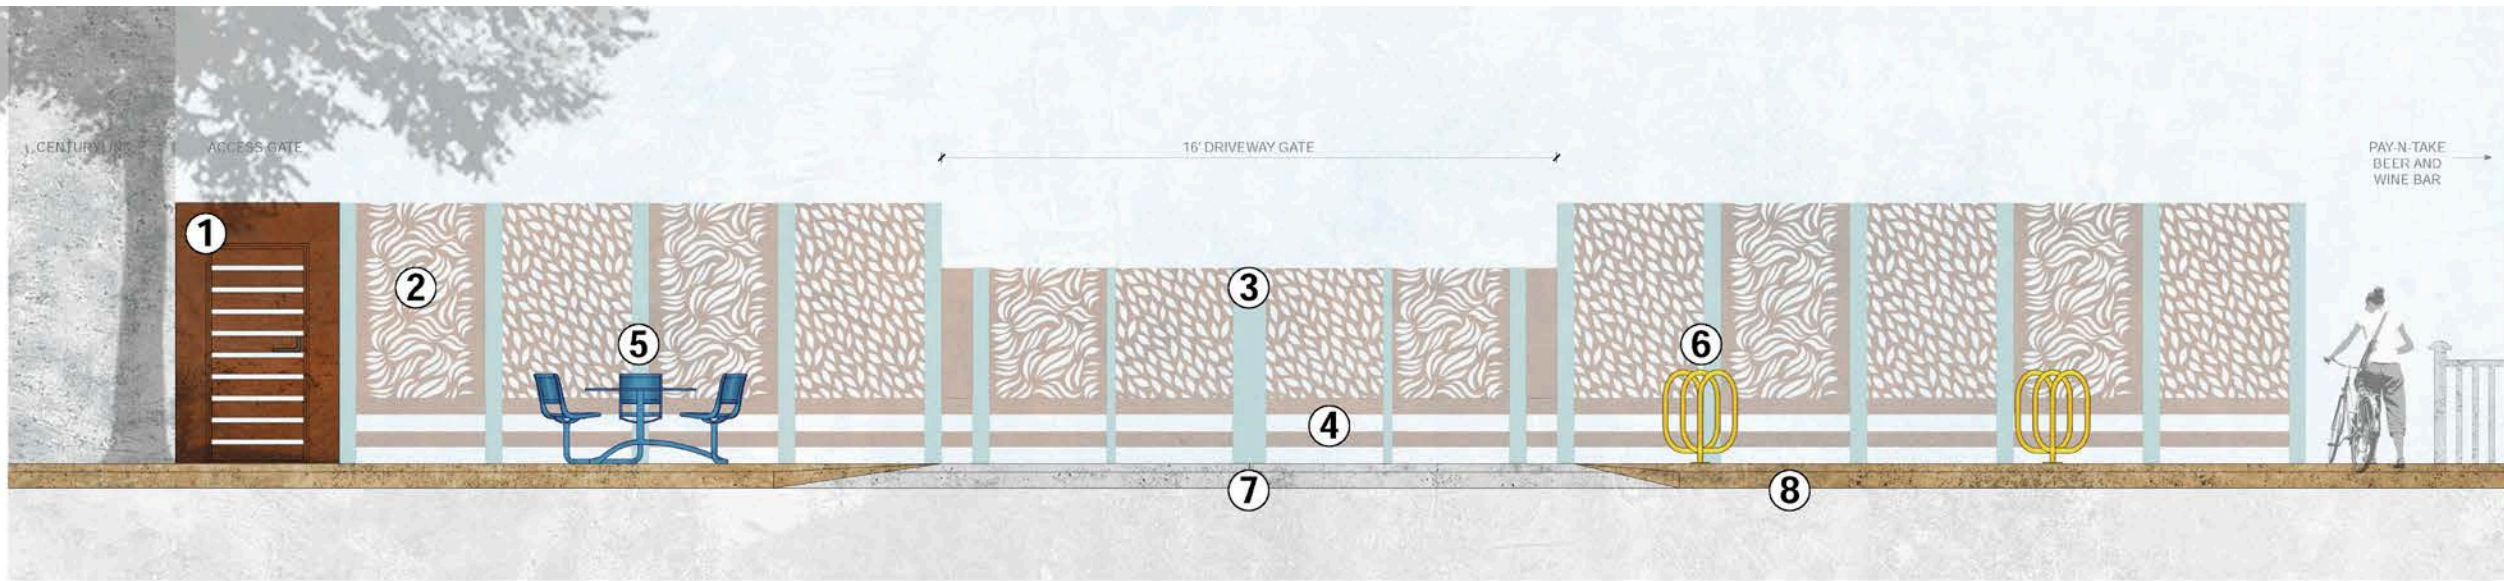 CENTURYLINK
ACCESS GATE
16' DRIVEWAY GATE
PAY-N-TAKE
BEER AND
WINE BAR
1
2
3
4
5
6
7
8